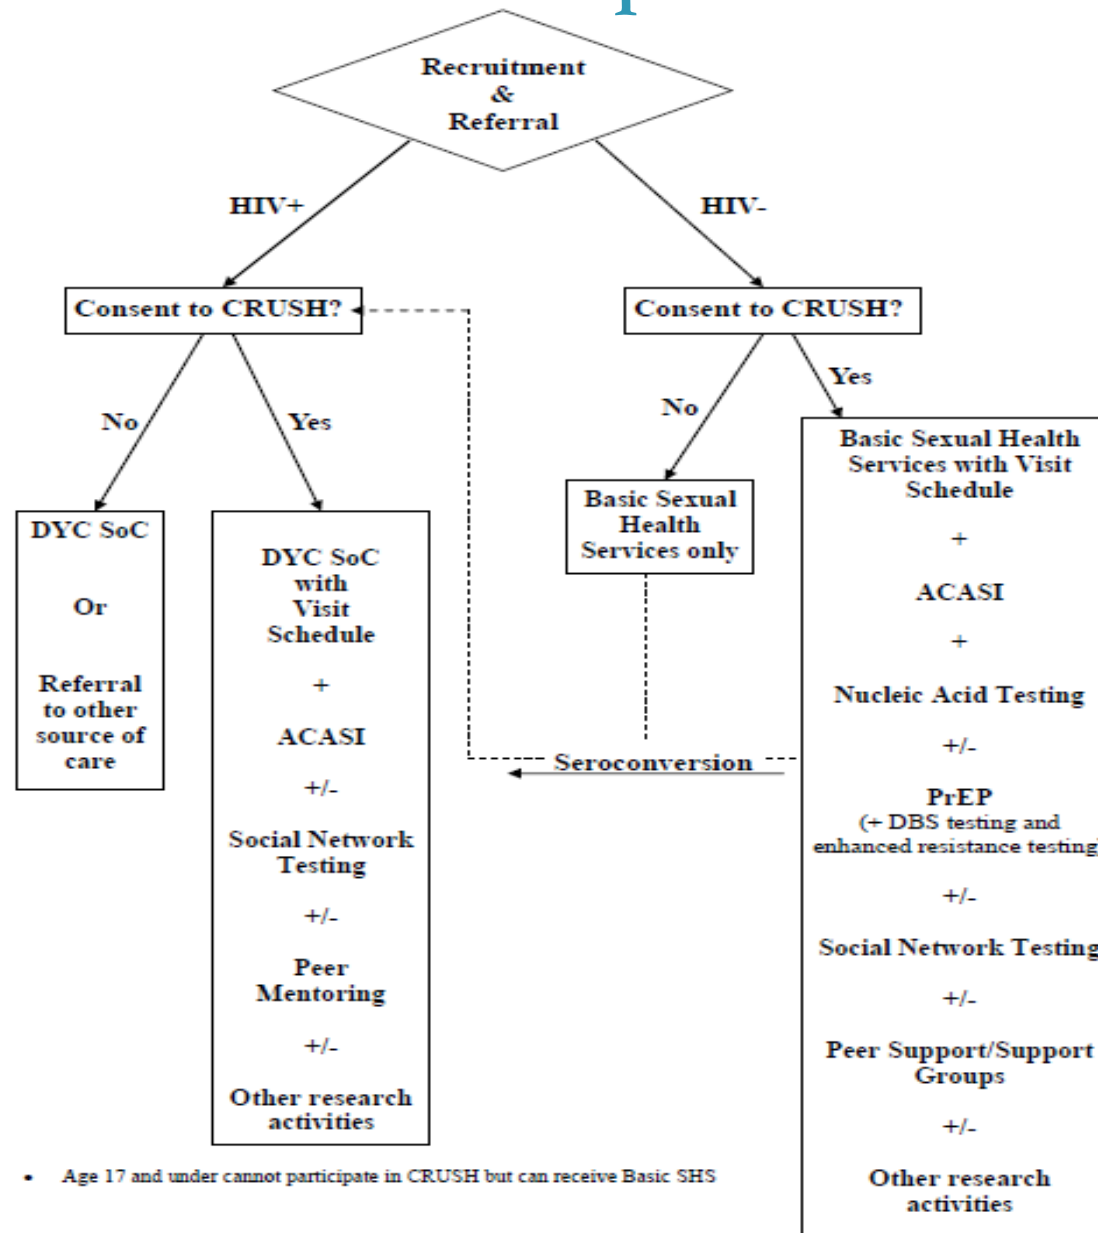 Recruitment
&
Referral
HIV+
HIV-
Consent to CRUSH?
Consent to CRUSH?
No
Yes
No
Yes
DYC SoC
Or
Referral
to other
source of
care
DYC SoC
with
Visit
Schedule
+
ACASI
+/-
Social Network
Testing
+/-
Peer
Mentoring
+/-
Other research
activities
Basic Sexual
Health
Services only
Seroconversion
Basic Sexual Health
Services with Visit
Schedule
+
ACASI
+
Nucleic Acid Testing
+/-
PrEP
(+ DBS testing and
enhanced resistance testing)
+/-
Social Network Testing
+/-
Peer Support/Support
Groups
+/-
Other research
activities
• Age 17 and under cannot participate in CRUSH but can receive Basic SHS